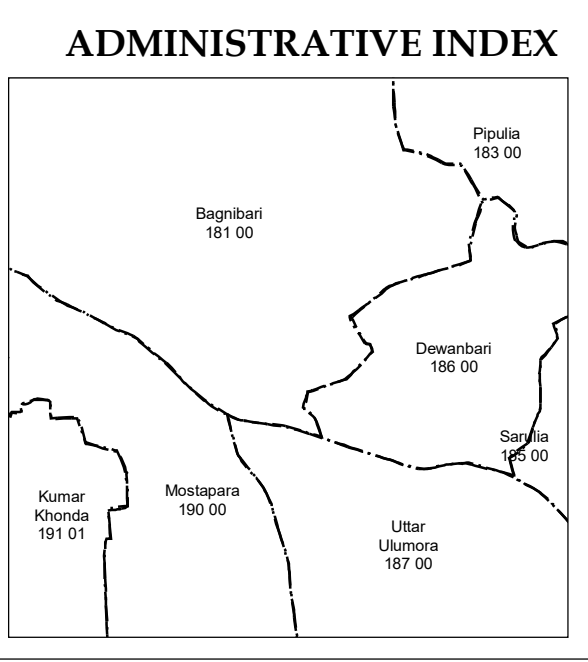 ADMINISTRATIVE INDEX
Pipulia
183 00
Bagnibari
181 00
Dewanbari
186 00
Sarulia
185 00
Mostapara
190 00
Kumar
Khonda
191 01
Uttar
Ulumora
187 00